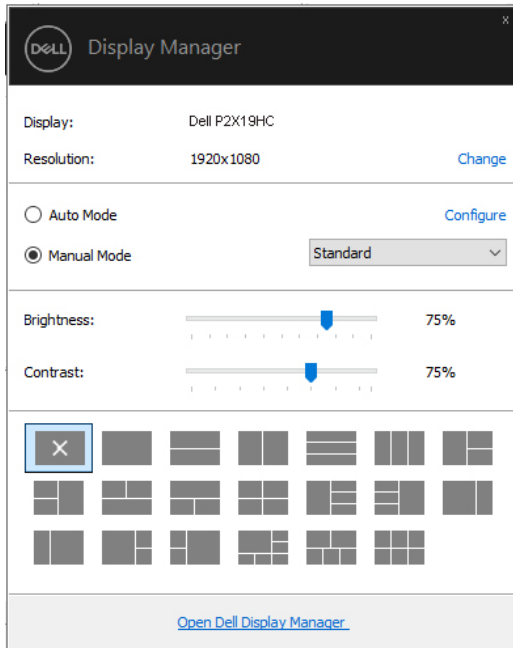 x
DELL Display Manager
Display: Dell P2X19HC
Resolution: 1920x1080 Change
Auto Mode Configure
Manual Mode Standard
Brightness: 75%
Contrast: 75%
Open Dell Display Manager